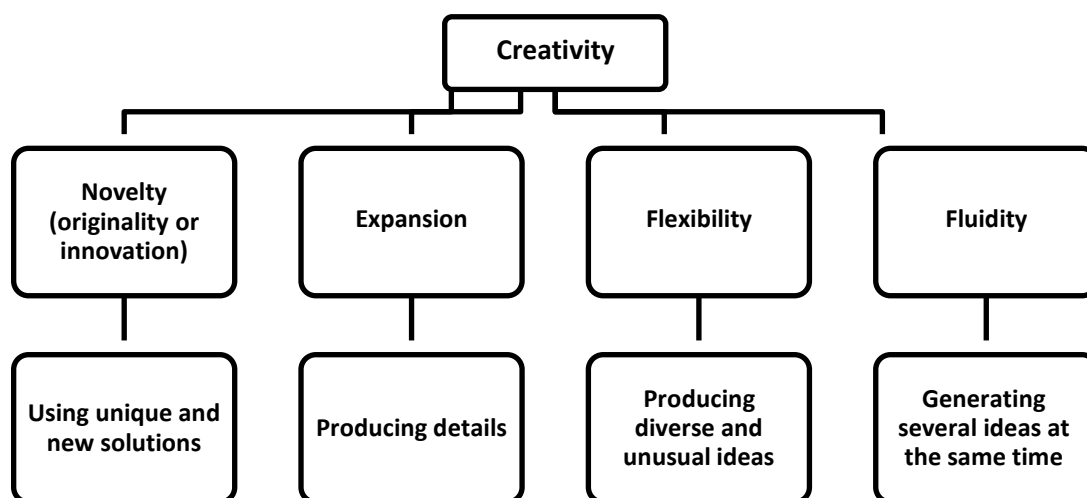 Creativity
Novelty
(originality or
innovation)
Expansion
Flexibility
Fluidity
Using unique and
new solutions
Producing details
Producing
diverse and
unusual ideas
Generating
several ideas at
the same time